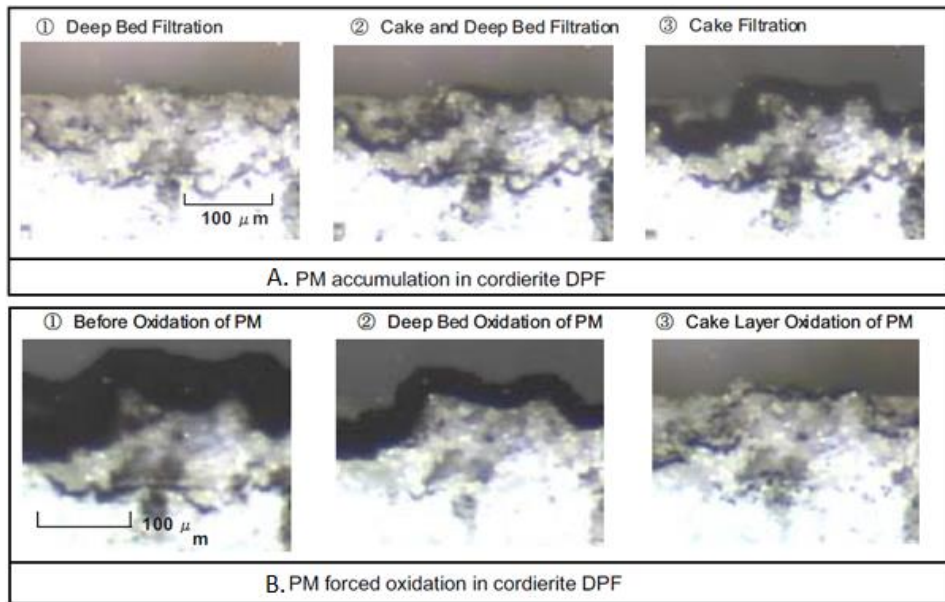 ① Deep Bed Filtration
② Cake and Deep Bed Filtration
③ Cake Filtration
100 μm
A. PM accumulation in cordierite DPF
① Before Oxidation of PM
② Deep Bed Oxidation of PM
③ Cake Layer Oxidation of PM
100 μ
m
B. PM forced oxidation in cordierite DPF